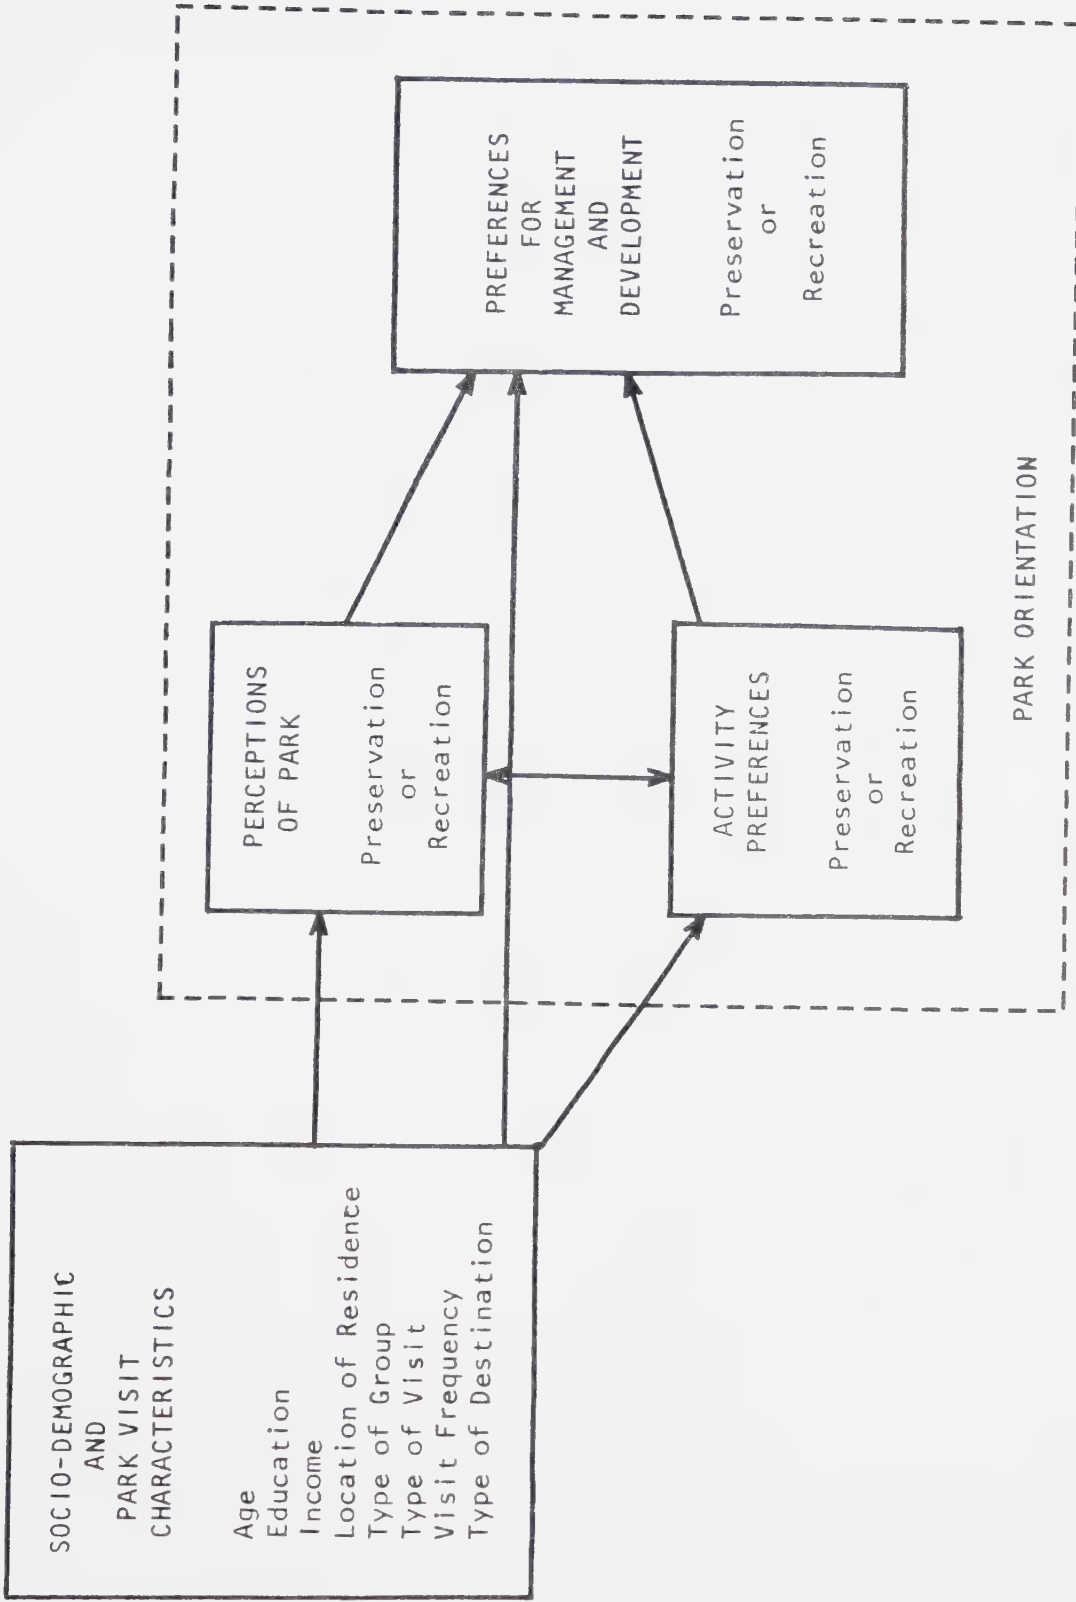 SOCIO-DEMOGRAPHIC
AND
PARK VISIT
CHARACTERISTICS
Age
Education
Income
Location of Residence
Type of Group
Type of Visit
Visit Frequency
Type of Destination
PERCEPTIONS
OF PARK
Preservation
or
Recreation
ACTIVITY
PREFERENCES
Preservation
or
Recreation
PREFERENCES
FOR
MANAGEMENT
AND
DEVELOPMENT
Preservation
or
Recreation
PARK ORIENTATION